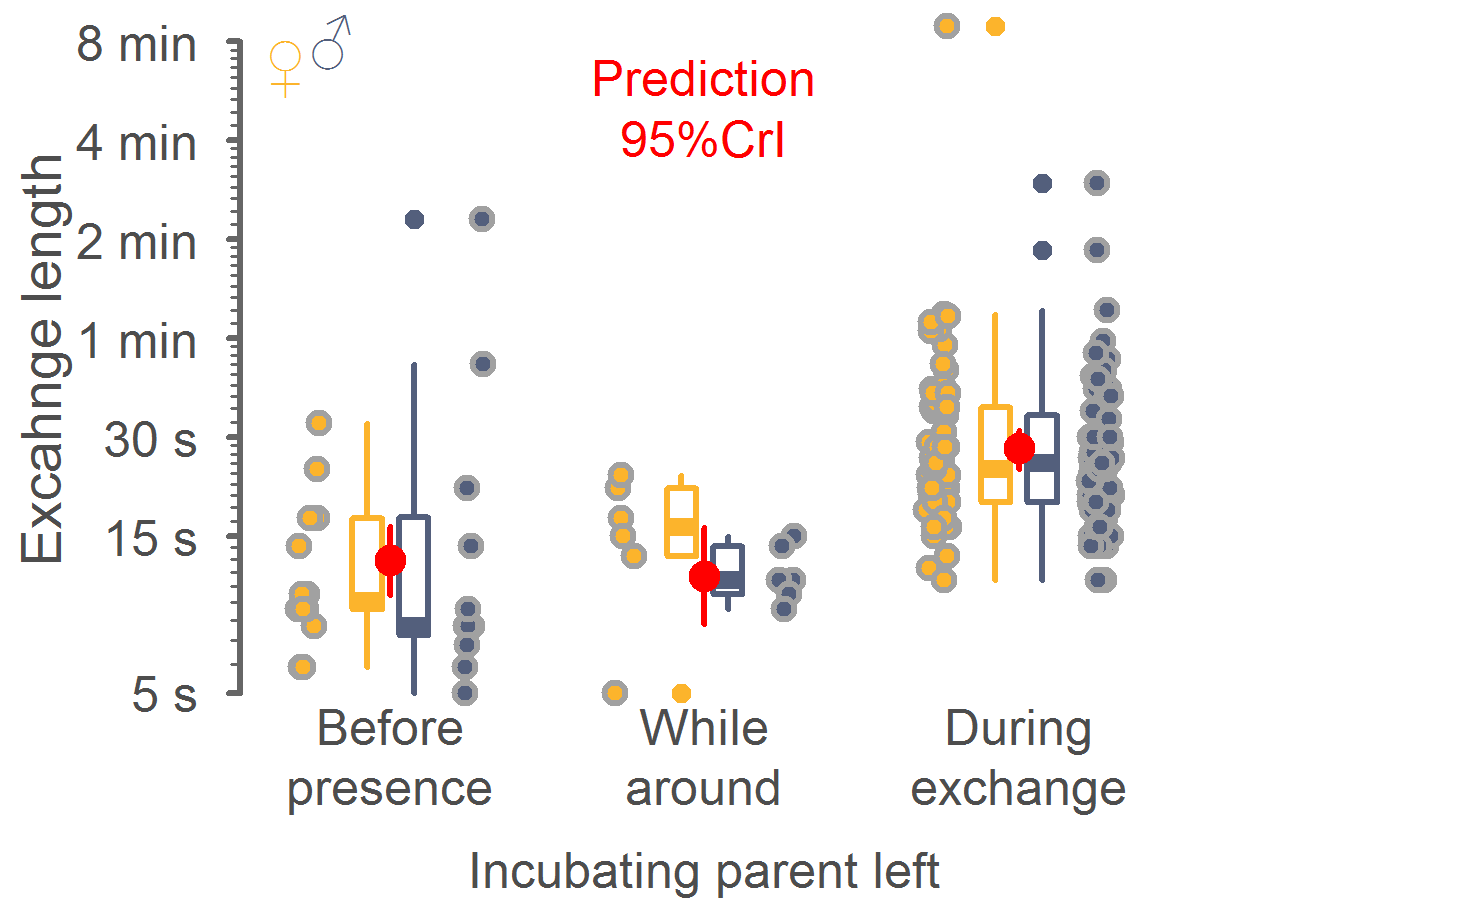 ♀ ♂
Prediction
95%CrI
Excahnge length
8 min
4 min
2 min
1 min
30 s
15 s
5 s
Before
presence
While
around
During
exchange
Incubating parent left